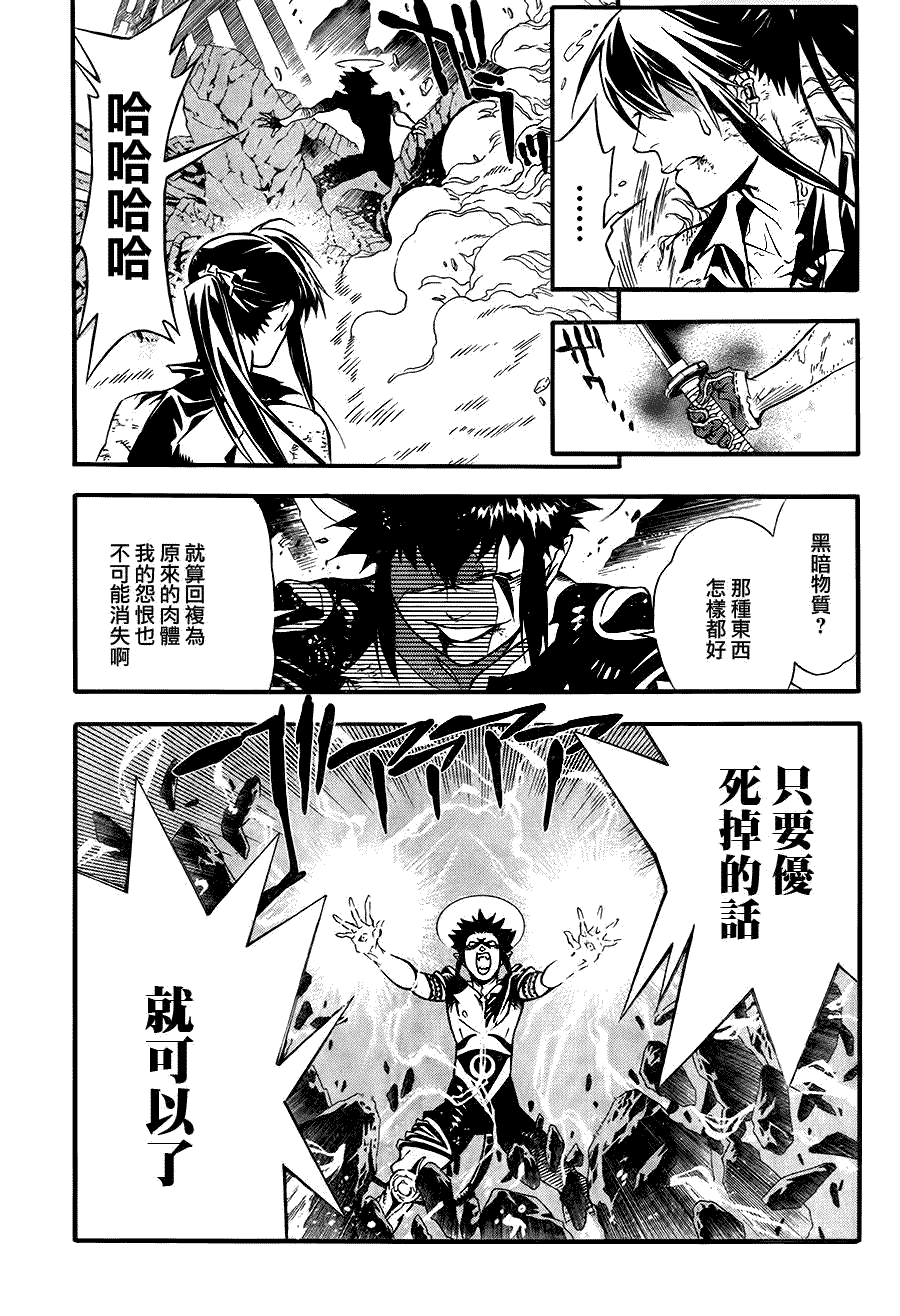 ……
哈哈哈哈
黑暗物質?
那種東西
怎樣都好
就算回複為
原來的肉體
我的怨恨也
不可能消失啊
只要優
死掉的話
就可以了